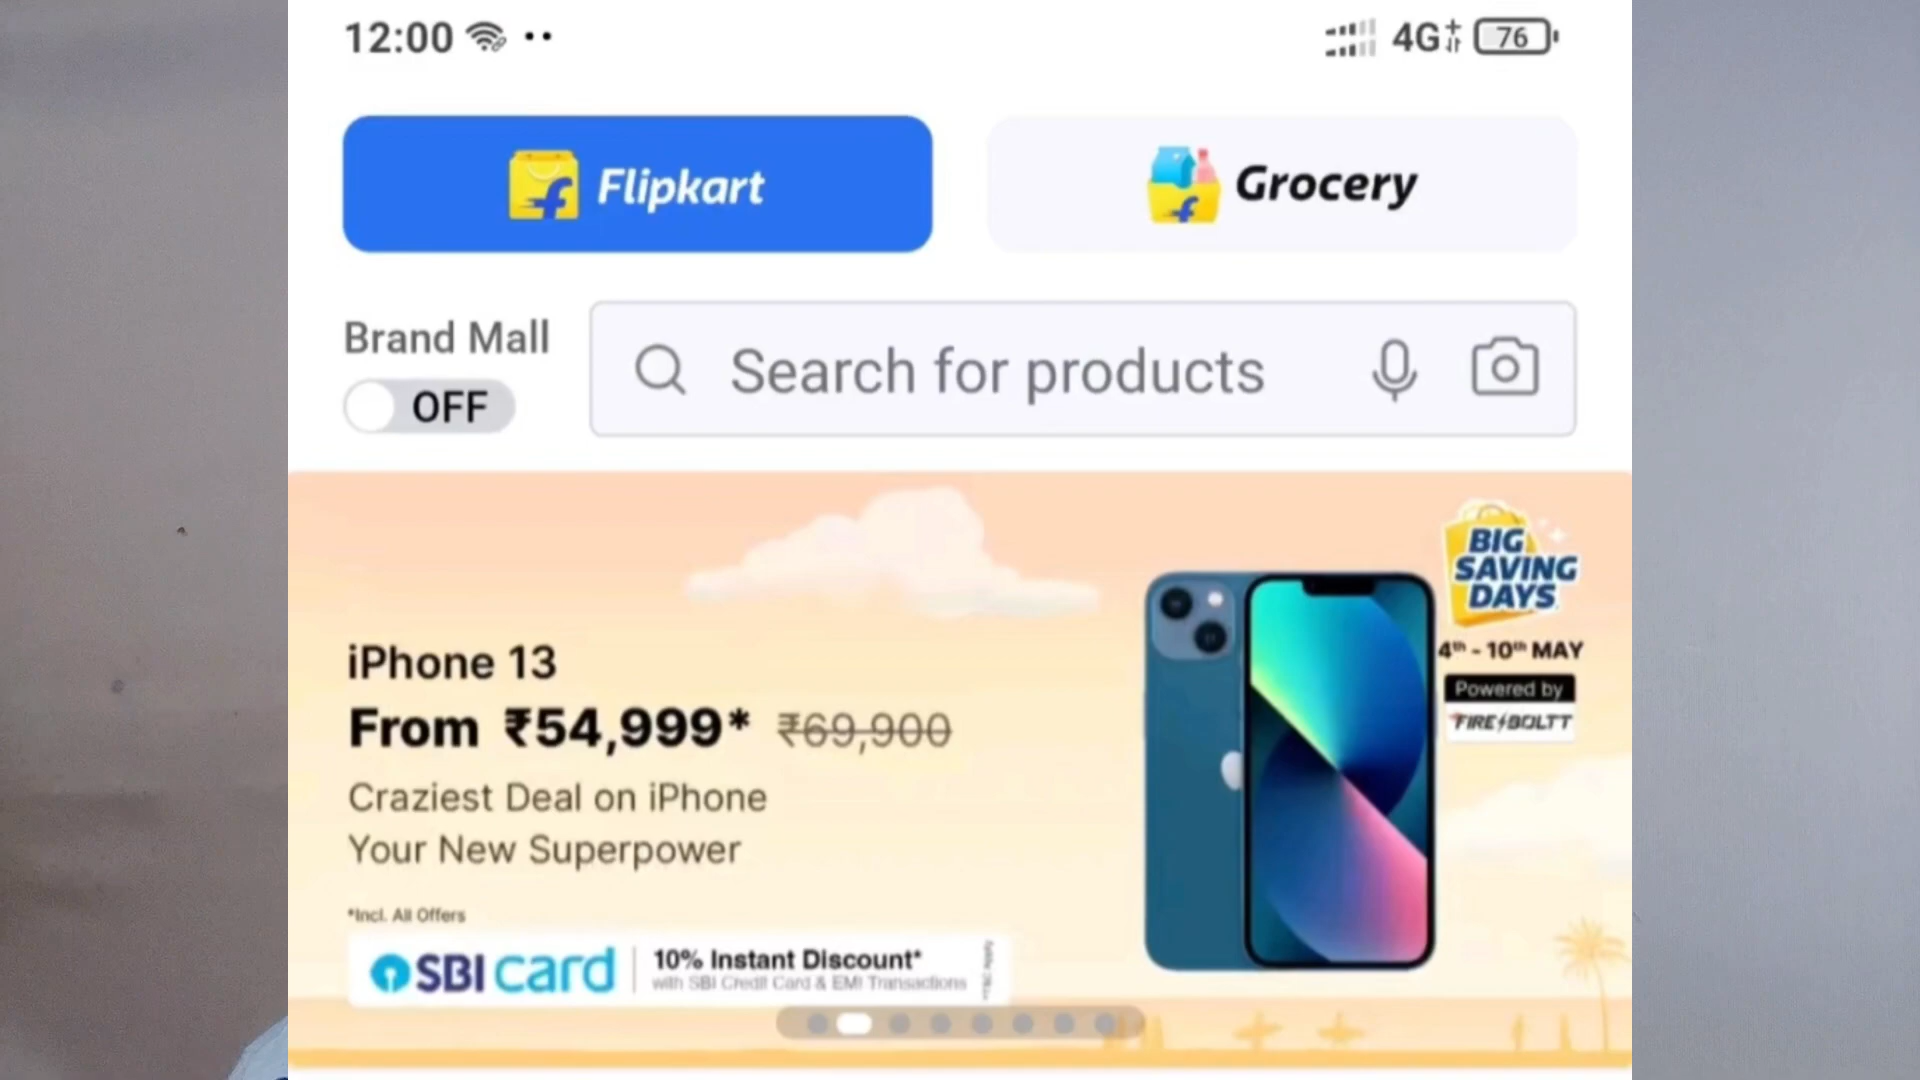 12:00
4G+
76
Flipkart
Grocery
Brand Mall
OFF
Search for products
BIG
SAVING
DAYS
4th - 10th MAY
Powered by
FIRE BOLTT
iPhone 13
From ₹54,999* ₹69,900
Craziest Deal on iPhone
Your New Superpower
*Incl. All Offers
SBI card
10% Instant Discount*
with SBI Credit Card & EMI Transactions